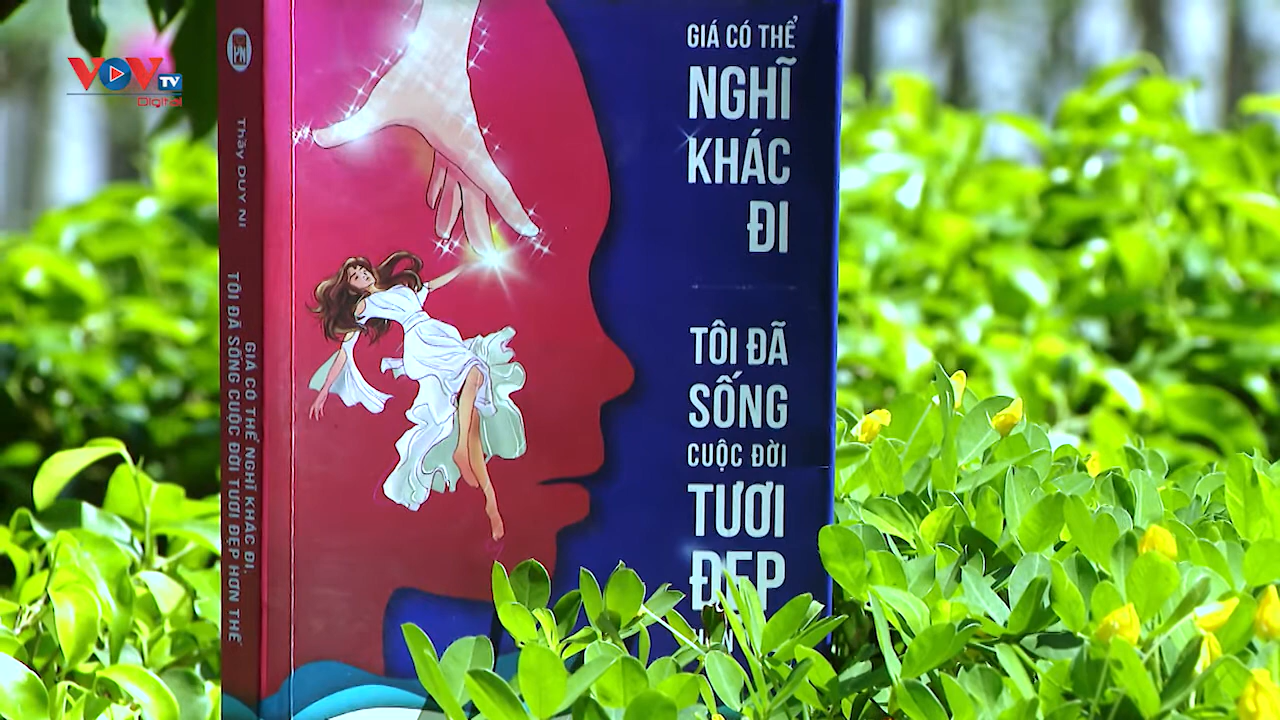 VOV TV
Digital
Thầy DUY NI
GIÁ CÓ THỂ NGHĨ KHÁC ĐI,
TÔI ĐÃ SỐNG CUỘC ĐỜI TƯƠI ĐẸP HƠN THẾ
GIÁ CÓ THỂ
NGHĨ
KHÁC
ĐI
TÔI ĐÃ
SỐNG
CUỘC ĐỜI
TƯƠI
ĐẸP